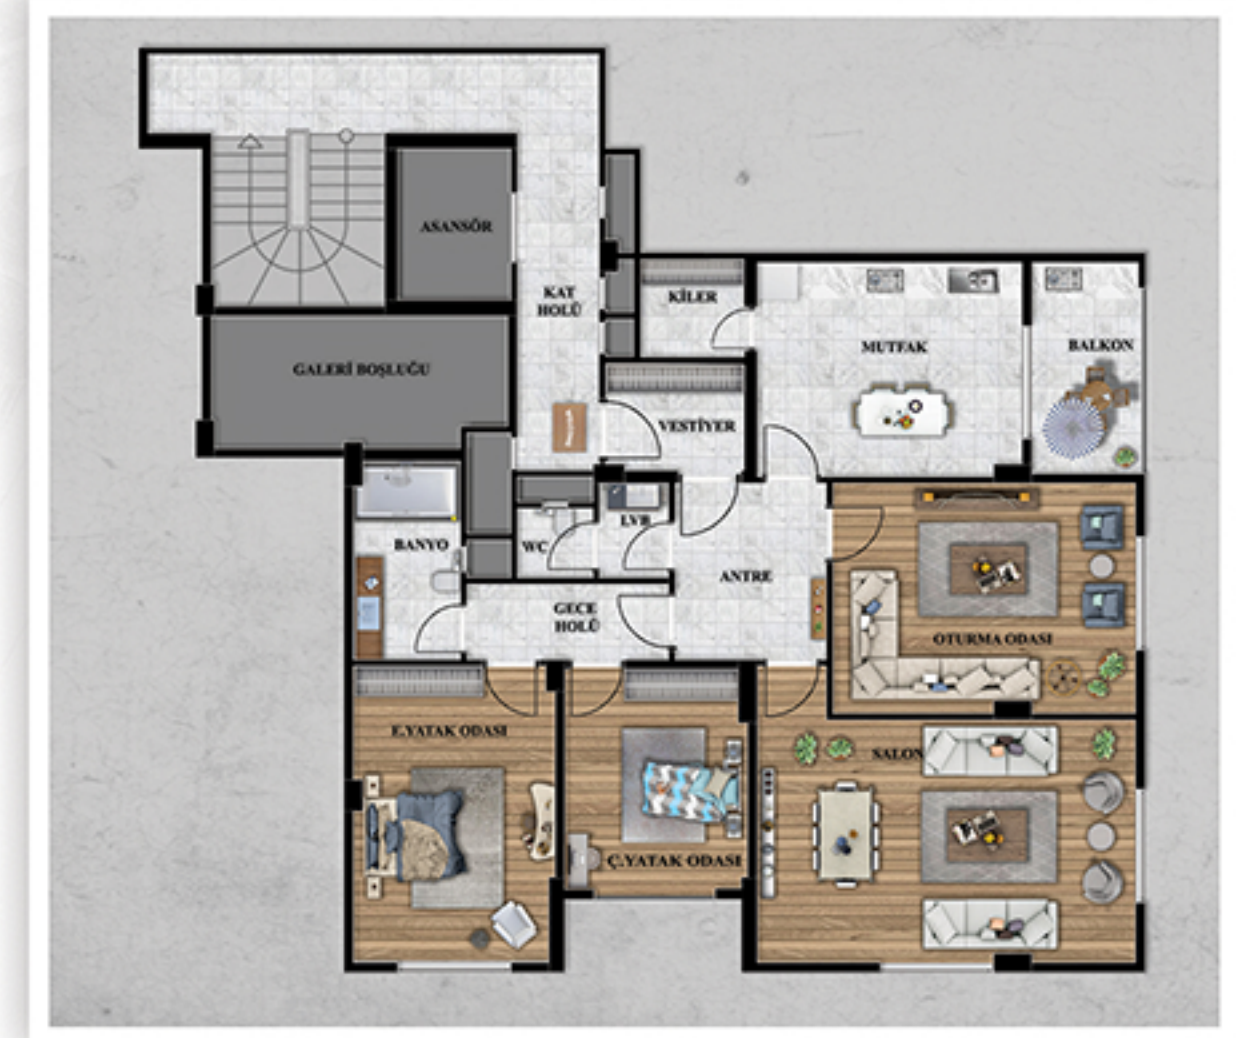 ASANSÖR
KAT
HOLÜ
KİLER
MUTFAK
BALKON
GALERİ BOŞLUĞU
VESTİYER
LVB
BANYO
WÇ
ANTRE
GECE
HOLÜ
OTURMA ODASI
E.YATAK ODASI
SALON
Ç.YATAK ODASI